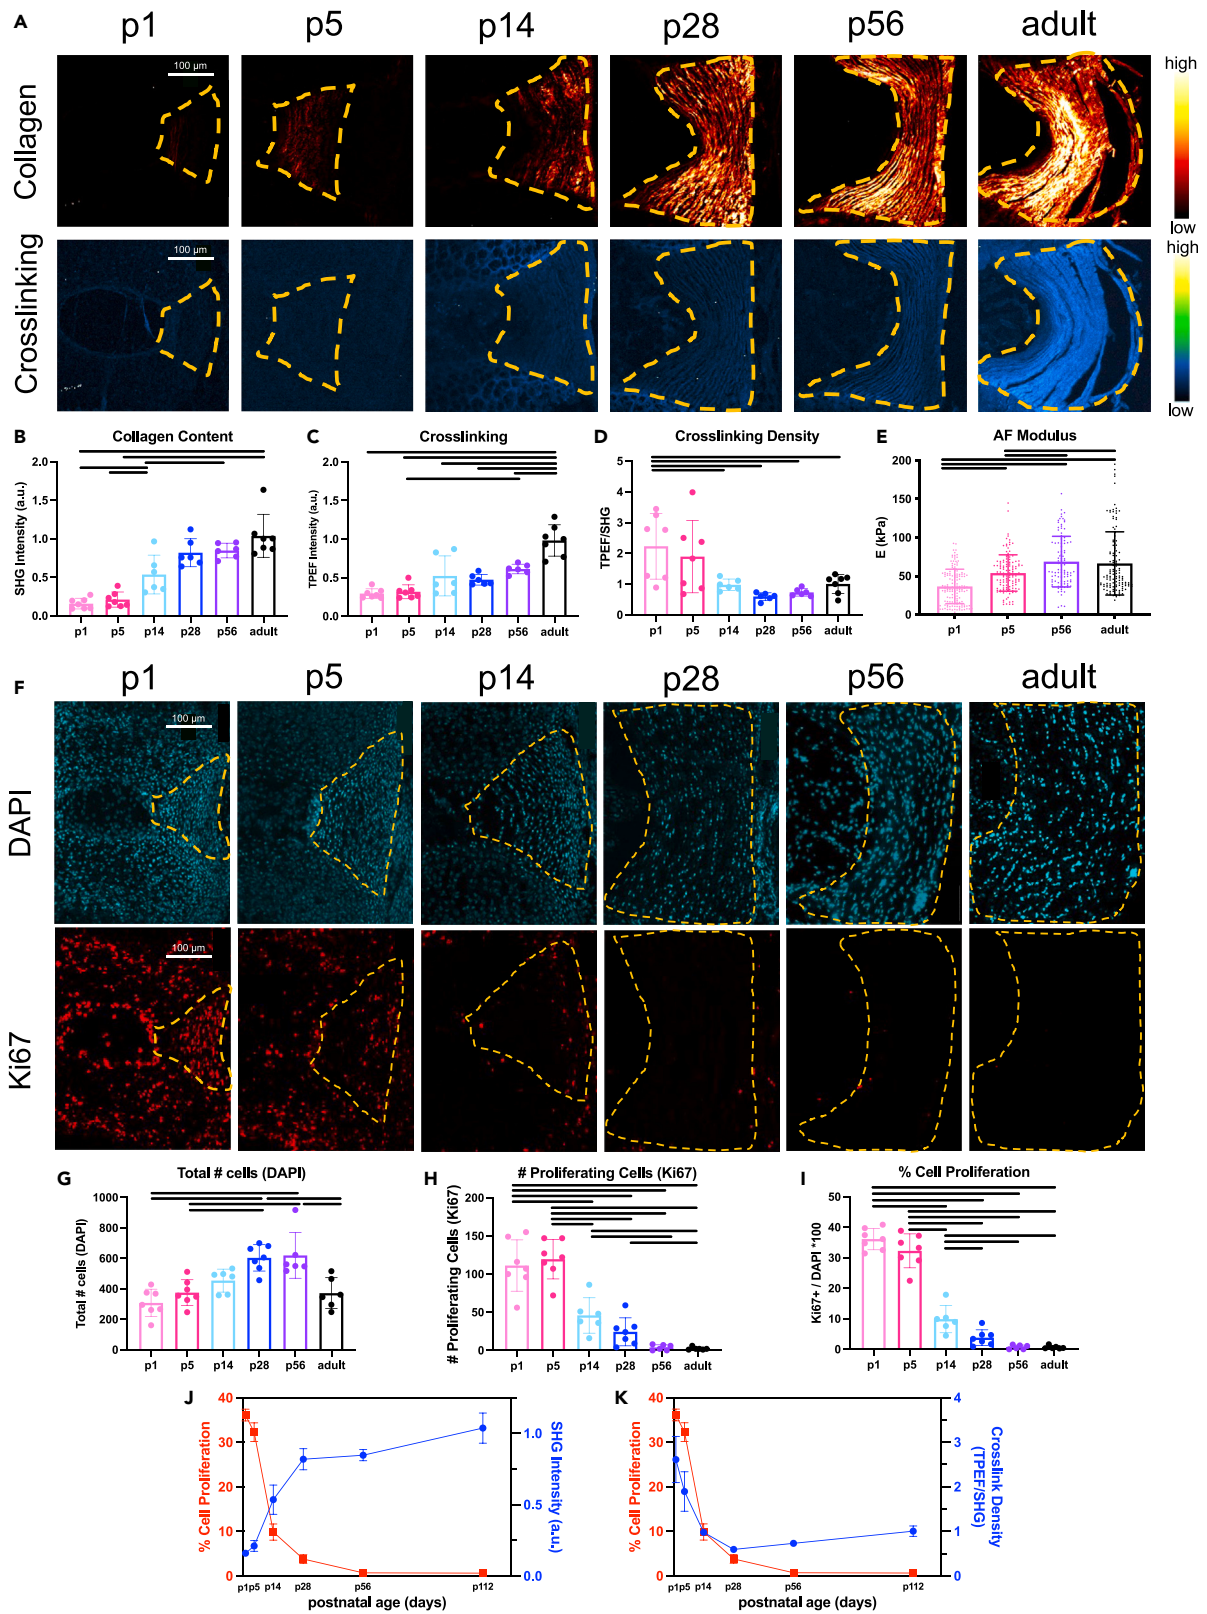 A p1 p5 p14 p28 p56 adult
Collagen
100 µm
high
low
Crosslinking
100 µm
high
low
B Collagen Content
SHG Intensity (a.u.)
2.0
1.5
1.0
0.5
0.0
p1 p5 p14 p28 p56 adult
C Crosslinking
TPEF Intensity (a.u.)
2.0
1.5
1.0
0.5
0.0
p1 p5 p14 p28 p56 adult
D Crosslinking Density
TPEF/SHG
5
4
3
2
1
0
p1 p5 p14 p28 p56 adult
E AF Modulus
E (kPa)
200
150
100
50
0
p1 p5 p56 adult
F p1 p5 p14 p28 p56 adult
DAPI
100 µm
Ki67
100 µm
G Total # cells (DAPI)
Total # cells (DAPI)
1000
800
600
400
200
0
p1 p5 p14 p28 p56 adult
H # Proliferating Cells (Ki67)
# Proliferating Cells (Ki67)
200
150
100
50
0
p1 p5 p14 p28 p56 adult
I % Cell Proliferation
Ki67+ / DAPI *100
60
50
40
30
20
10
0
p1 p5 p14 p28 p56 adult
J
% Cell Proliferation
40
30
20
10
0
SHG Intensity (a.u.)
1.0
0.5
0.0
p1 p5 p14 p28 p56 p112
postnatal age (days)
K
% Cell Proliferation
40
30
20
10
0
Crosslink Density
(TPEF/SHG)
4
3
2
1
0
p1 p5 p14 p28 p56 p112
postnatal age (days)